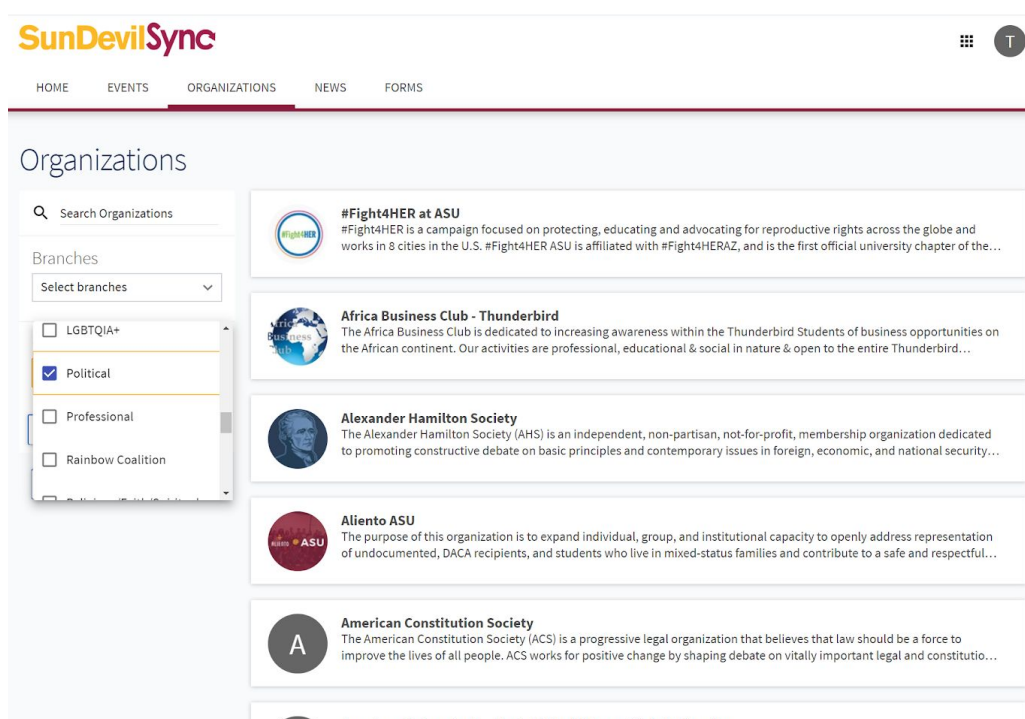 SunDevilSync
T
HOME EVENTS ORGANIZATIONS NEWS FORMS
Organizations
Search Organizations
Branches
Select branches
LGBTQIA+
Political
Professional
Rainbow Coalition
#Fight4HER
#Fight4HER at ASU
#Fight4HER is a campaign focused on protecting, educating and advocating for reproductive rights across the globe and
works in 8 cities in the U.S. #Fight4HER ASU is affiliated with #Fight4HERAZ, and is the first official university chapter of the...
Africa Business Club - Thunderbird
The Africa Business Club is dedicated to increasing awareness within the Thunderbird Students of business opportunities on
the African continent. Our activities are professional, educational & social in nature & open to the entire Thunderbird...
Alexander Hamilton Society
The Alexander Hamilton Society (AHS) is an independent, non-partisan, not-for-profit, membership organization dedicated
to promoting constructive debate on basic principles and contemporary issues in foreign, economic, and national security...
ASU
Aliento ASU
The purpose of this organization is to expand individual, group, and institutional capacity to openly address representation
of undocumented, DACA recipients, and students who live in mixed-status families and contribute to a safe and respectful...
A
American Constitution Society
The American Constitution Society (ACS) is a progressive legal organization that believes that law should be a force to
improve the lives of all people. ACS works for positive change by shaping debate on vitally important legal and constitutio...